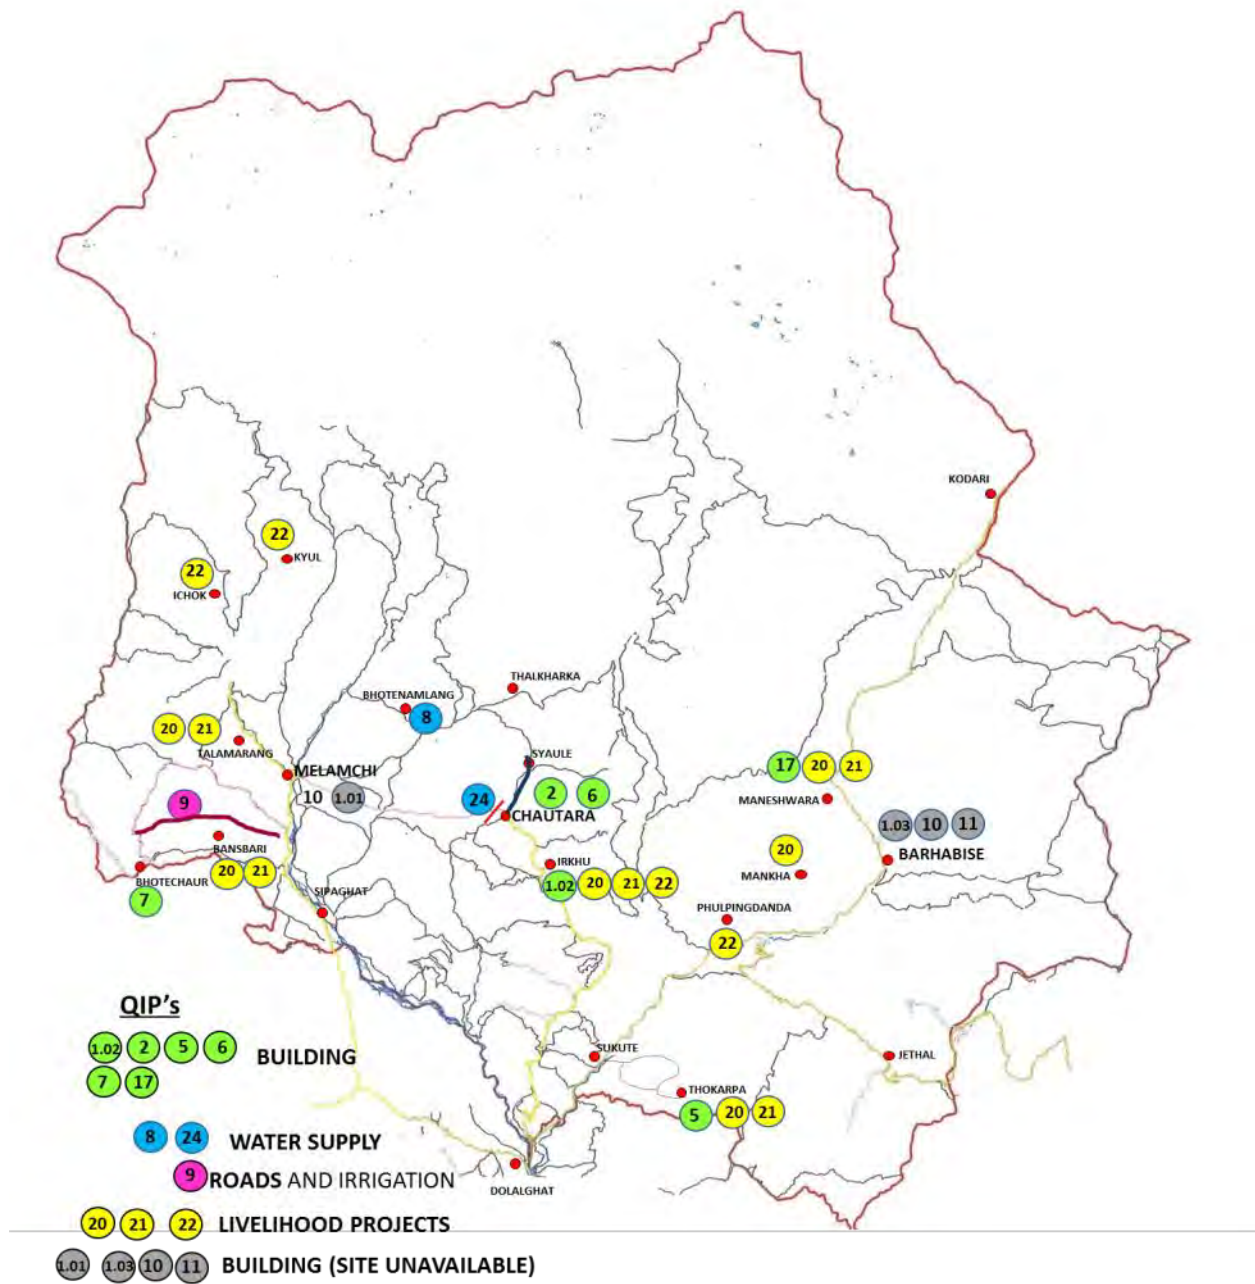 KODARI
22
KYUL
22
ICHOK
THALKHARKA
BHOTENAMLANG
8
20 21
TALAMARANG
SYAULE
MELAMCHI
17 20 21
10 1.01
24
2 6
CHAUTARA
MANESHWARA
9
1.03 10 11
BARHABISE
BANSBARI
20
MANKHA
IRKHU
BHOTECHAUR
20 21
1.02 20 21 22
7
SIPAGHAT
PHULPINGDANDA
22
QIP's
1.02 2 5 6 BUILDING
7 17
SUKUTE
JETHAL
THOKARPA
5 20 21
8 24 WATER SUPPLY
9 ROADS AND IRRIGATION
DOLALGHAT
20 21 22 LIVELIHOOD PROJECTS
1.01 1.03 10 11 BUILDING (SITE UNAVAILABLE)